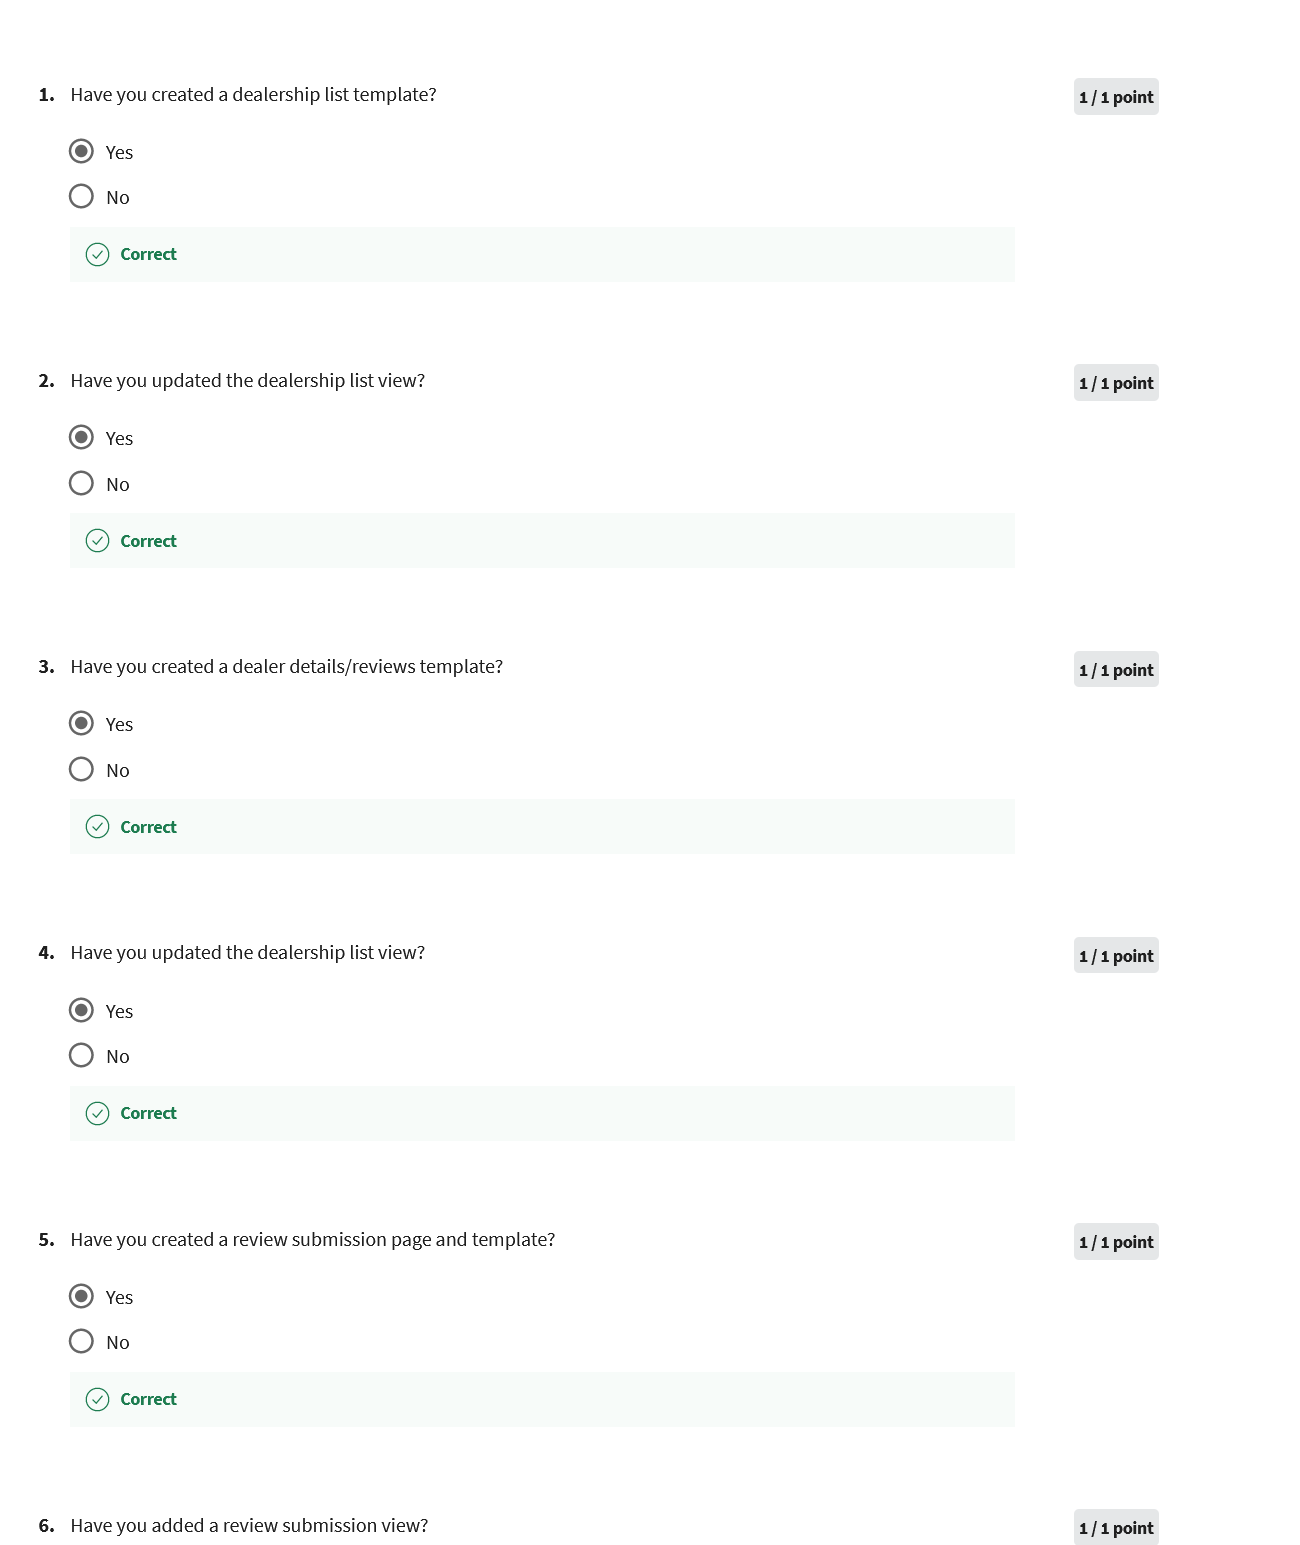 1. Have you created a dealership list template? 1 / 1 point
Yes
No
Correct
2. Have you updated the dealership list view? 1 / 1 point
Yes
No
Correct
3. Have you created a dealer details/reviews template? 1 / 1 point
Yes
No
Correct
4. Have you updated the dealership list view? 1 / 1 point
Yes
No
Correct
5. Have you created a review submission page and template? 1 / 1 point
Yes
No
Correct
6. Have you added a review submission view? 1 / 1 point